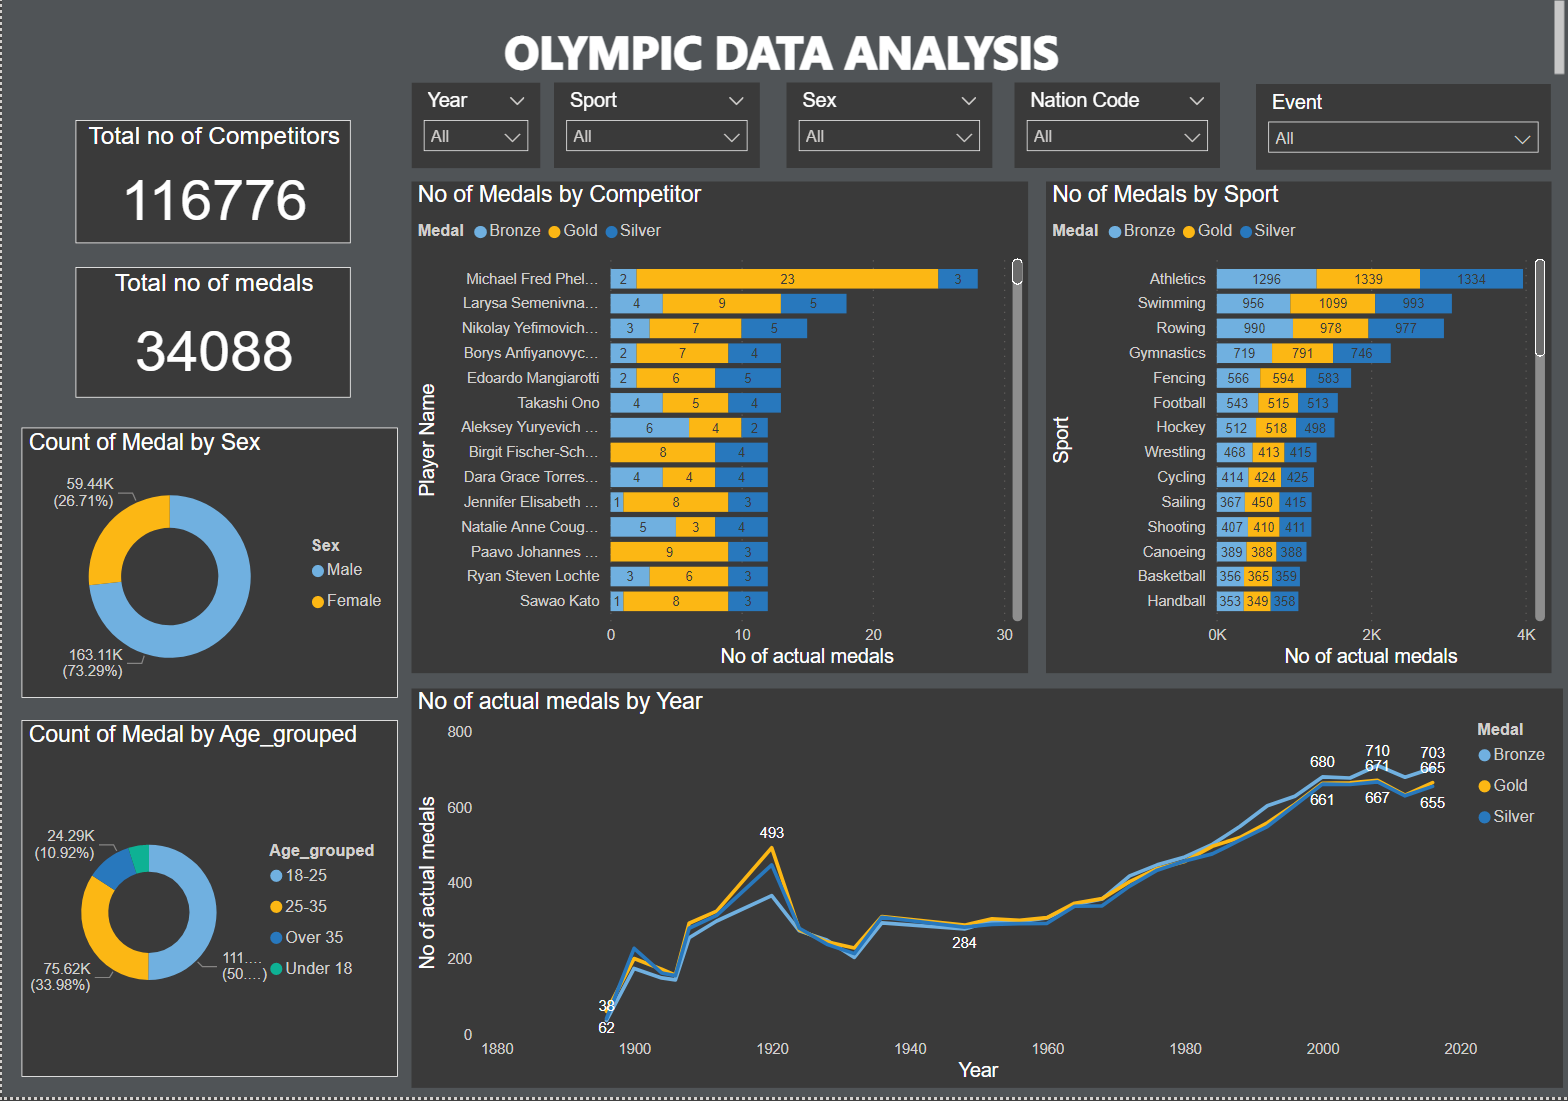 OLYMPIC DATA ANALYSIS
Year
All
Sport
All
Sex
All
Nation Code
All
Event
All
Total no of Competitors
116776
Total no of medals
34088
Count of Medal by Sex
59.44K
(26.71%)
163.11K
(73.29%)
Sex
Male
Female
Count of Medal by Age_grouped
24.29K
(10.92%)
75.62K
(33.98%)
111....
(50....)
Age_grouped
18-25
25-35
Over 35
Under 18
No of Medals by Competitor
Medal Bronze Gold Silver
Player Name
Michael Fred Phel... 2 23 3
Larysa Semenivna... 4 9 5
Nikolay Yefimovich... 3 7 5
Borys Anfiyanovyc... 2 7 4
Edoardo Mangiarotti 2 6 5
Takashi Ono 4 5 4
Aleksey Yuryevich ... 6 4 2
Birgit Fischer-Sch... 8 4
Dara Grace Torres... 4 4 4
Jennifer Elisabeth ... 1 8 3
Natalie Anne Coug... 5 3 4
Paavo Johannes ... 9 3
Ryan Steven Lochte 3 6 3
Sawao Kato 1 8 3
0 10 20 30
No of actual medals
No of Medals by Sport
Medal Bronze Gold Silver
Sport
Athletics 1296 1339 1334
Swimming 956 1099 993
Rowing 990 978 977
Gymnastics 719 791 746
Fencing 566 594 583
Football 543 515 513
Hockey 512 518 498
Wrestling 468 413 415
Cycling 414 424 425
Sailing 367 450 415
Shooting 407 410 411
Canoeing 389 388 388
Basketball 356 365 359
Handball 353 349 358
0K 2K 4K
No of actual medals
No of actual medals by Year
No of actual medals
800
600
400
200
0
38
62
493
284
680
661
710
671
667
703
665
655
1880 1900 1920 1940 1960 1980 2000 2020
Year
Medal
Bronze
Gold
Silver